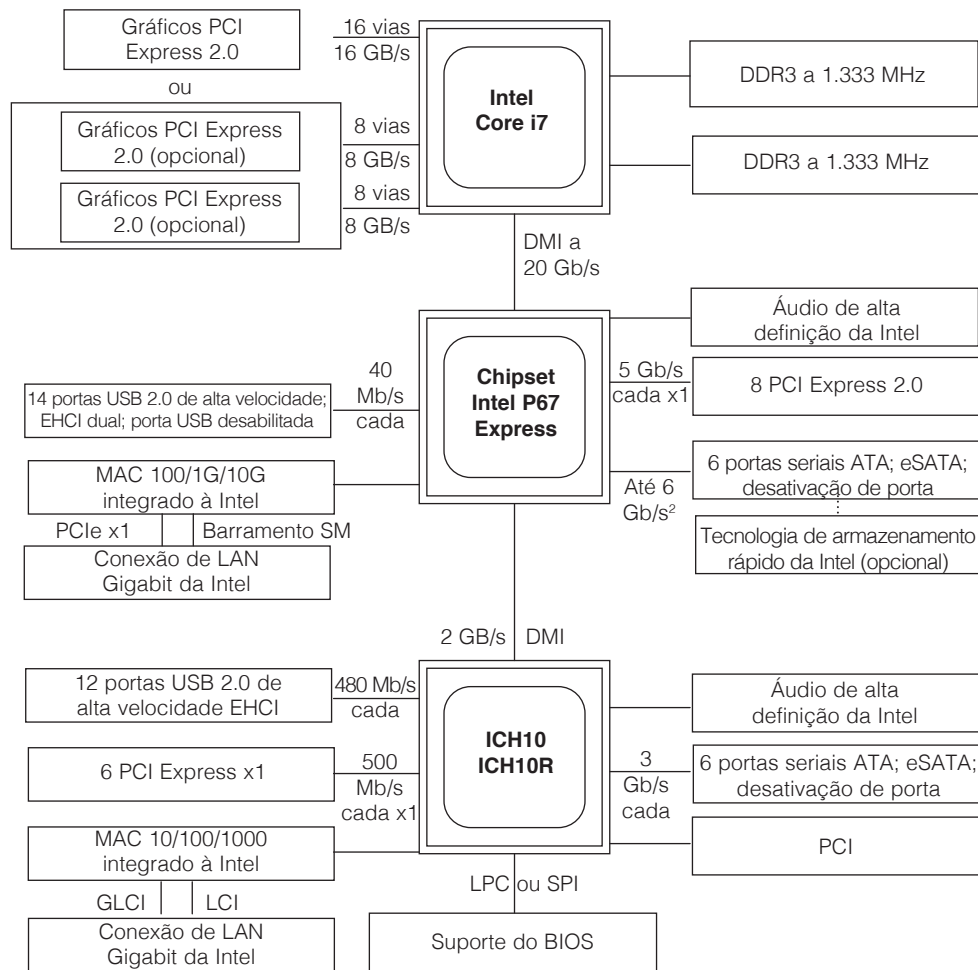 Gráficos PCI
Express 2.0
16 vias
16 GB/s
ou
Gráficos PCI Express
2.0 (opcional)
8 vias
8 GB/s
Gráficos PCI Express
2.0 (opcional)
8 vias
8 GB/s
Intel
Core i7
DDR3 a 1.333 MHz
DDR3 a 1.333 MHz
DMI a
20 Gb/s
Chipset
Intel P67
Express
14 portas USB 2.0 de alta velocidade;
EHCI dual; porta USB desabilitada
40
Mb/s
cada
MAC 100/1G/10G
integrado à Intel
PCIe x1
Barramento SM
Conexão de LAN
Gigabit da Intel
Áudio de alta
definição da Intel
5 Gb/s
cada x1
8 PCI Express 2.0
Até 6
Gb/s²
6 portas seriais ATA; eSATA;
desativação de porta
Tecnologia de armazenamento
rápido da Intel (opcional)
2 GB/s
DMI
ICH10
ICH10R
12 portas USB 2.0 de
alta velocidade EHCI
480 Mb/s
cada
6 PCI Express x1
500
Mb/s
cada x1
MAC 10/100/1000
integrado à Intel
GLCI
LCI
Conexão de LAN
Gigabit da Intel
Áudio de alta
definição da Intel
3
Gb/s
cada
6 portas seriais ATA; eSATA;
desativação de porta
PCI
LPC ou SPI
Suporte do BIOS